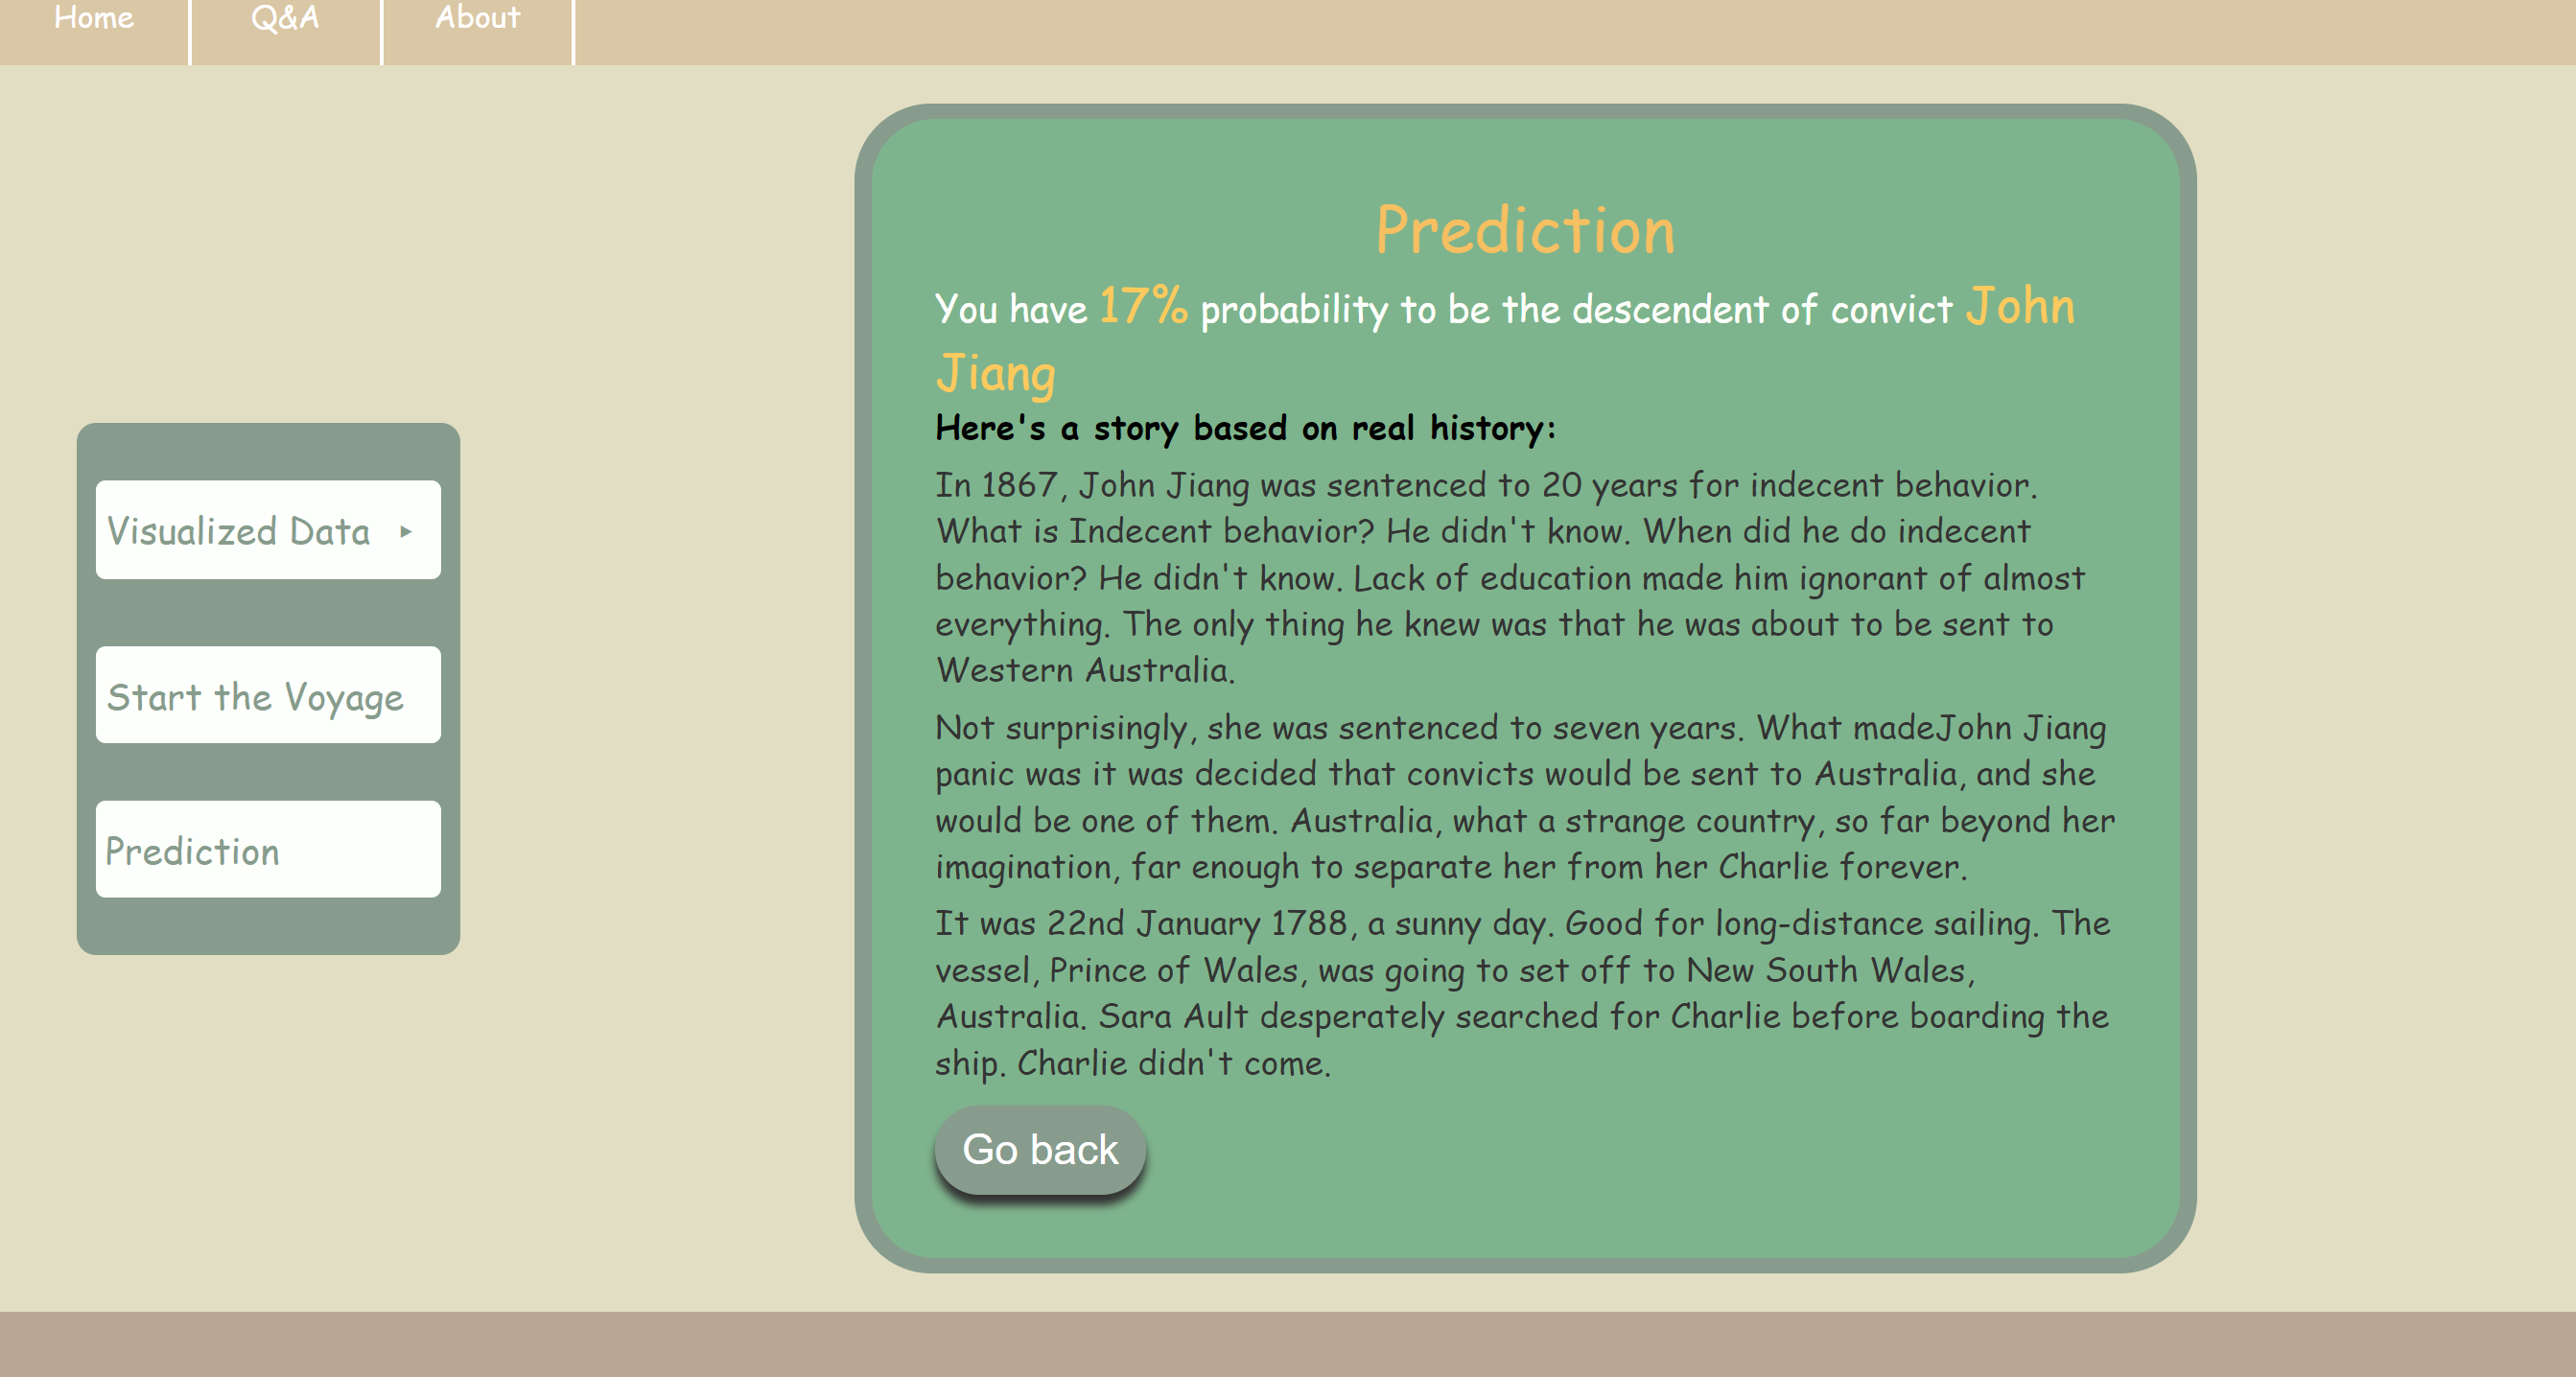 Home
Q&A
About
Visualized Data ▸
Start the Voyage
Prediction
Prediction
You have 17% probability to be the descendent of convict John
Jiang
Here's a story based on real history:
In 1867, John Jiang was sentenced to 20 years for indecent behavior.
What is Indecent behavior? He didn't know. When did he do indecent
behavior? He didn't know. Lack of education made him ignorant of almost
everything. The only thing he knew was that he was about to be sent to
Western Australia.
Not surprisingly, she was sentenced to seven years. What madeJohn Jiang
panic was it was decided that convicts would be sent to Australia, and she
would be one of them. Australia, what a strange country, so far beyond her
imagination, far enough to separate her from her Charlie forever.
It was 22nd January 1788, a sunny day. Good for long-distance sailing. The
vessel, Prince of Wales, was going to set off to New South Wales,
Australia. Sara Ault desperately searched for Charlie before boarding the
ship. Charlie didn't come.
Go back